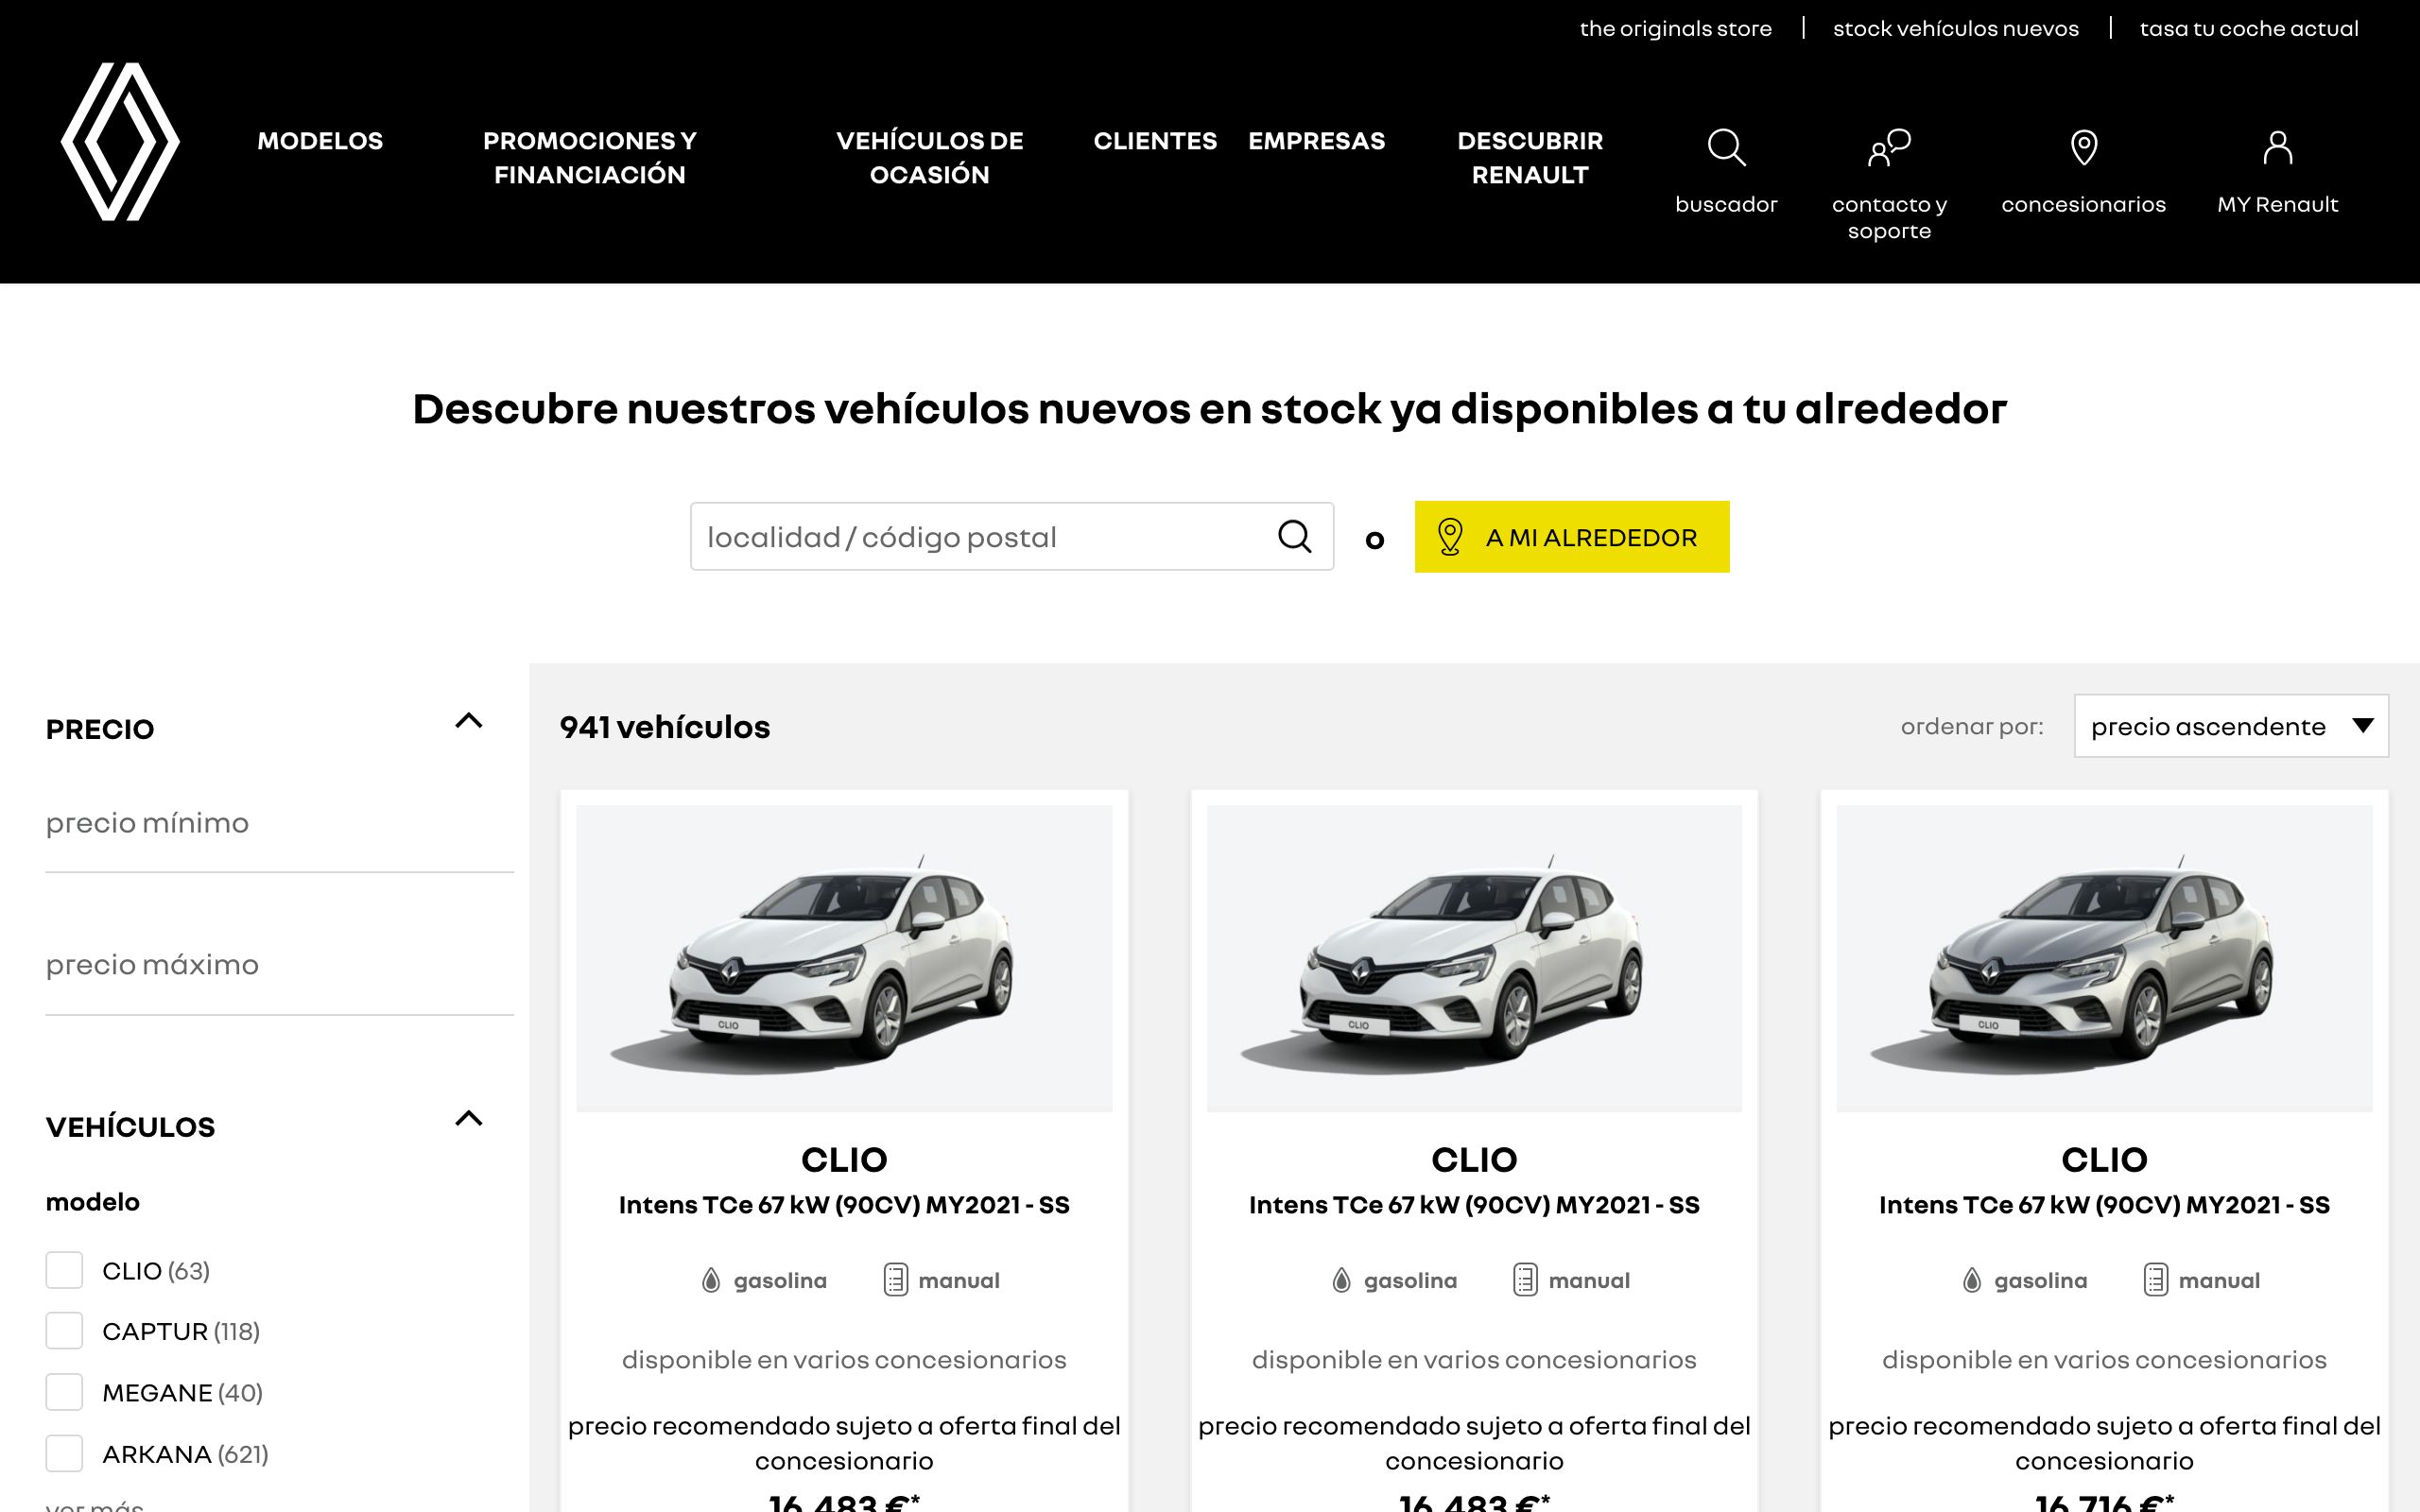 the originals store
stock vehículos nuevos
tasa tu coche actual
MODELOS
PROMOCIONES Y
FINANCIACIÓN
VEHÍCULOS DE
OCASIÓN
CLIENTES
EMPRESAS
DESCUBRIR
RENAULT
buscador
contacto y
soporte
concesionarios
MY Renault
Descubre nuestros vehículos nuevos en stock ya disponibles a tu alrededor
localidad / código postal
o
A MI ALREDEDOR
PRECIO
precio mínimo
precio máximo
VEHÍCULOS
modelo
CLIO (63)
CAPTUR (118)
MEGANE (40)
ARKANA (621)
ver más
941 vehículos
ordenar por:
precio ascendente
CLIO
CLIO
Intens TCe 67 kW (90CV) MY2021 - SS
gasolina
manual
disponible en varios concesionarios
precio recomendado sujeto a oferta final del
concesionario
16.483 €*
CLIO
CLIO
Intens TCe 67 kW (90CV) MY2021 - SS
gasolina
manual
disponible en varios concesionarios
precio recomendado sujeto a oferta final del
concesionario
16.483 €*
CLIO
CLIO
Intens TCe 67 kW (90CV) MY2021 - SS
gasolina
manual
disponible en varios concesionarios
precio recomendado sujeto a oferta final del
concesionario
16.716 €*